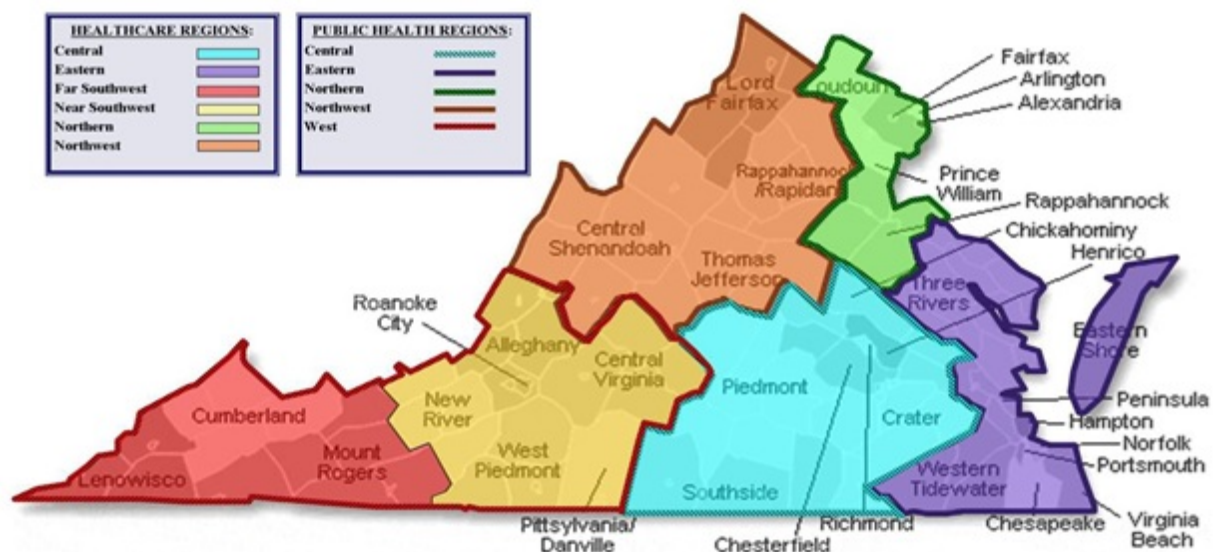 HEALTHCARE REGIONS:
Central
Eastern
Far Southwest
Near Southwest
Northern
Northwest
PUBLIC HEALTH REGIONS:
Central
Eastern
Northern
Northwest
West
Fairfax
Arlington
Alexandria
Loudoun
Lord
Fairfax
Prince
William
Rappahannock
/Rapidan
Rappahannock
Chickahominy
Henrico
Central
Shenandoah
Thomas
Jefferson
Three
Rivers
Eastern
Shore
Roanoke
City
Alleghany
Central
Virginia
Piedmont
New
River
Crater
Peninsula
Hampton
Norfolk
Portsmouth
Cumberland
Mount
Rogers
West
Piedmont
Lenowisco
Southside
Western
Tidewater
Pittsylvania/
Danville
Chesterfield
Richmond
Chesapeake
Virginia
Beach